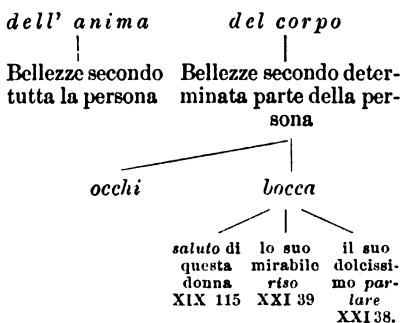 dell' anima
del corpo
Bellezze secondo
tutta la persona
Bellezze secondo deter-
minata parte della per-
sona
occhi
bocca
saluto di
questa
donna
XIX 115
lo suo
mirabile
riso
XXI 39
il suo
dolcissi-
mo par-
lare
XXI 38.